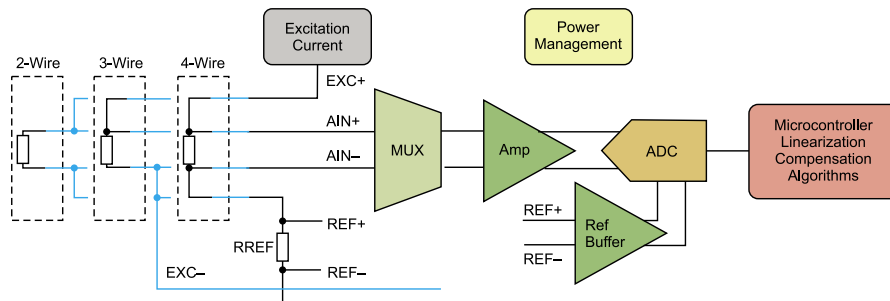 Excitation
Current
Power
Management
2-Wire
3-Wire
4-Wire
EXC+
AIN+
AIN–
MUX
Amp
ADC
Microcontroller
Linearization
Compensation
Algorithms
REF+
RREF
REF–
EXC–
REF+
REF–
Ref
Buffer